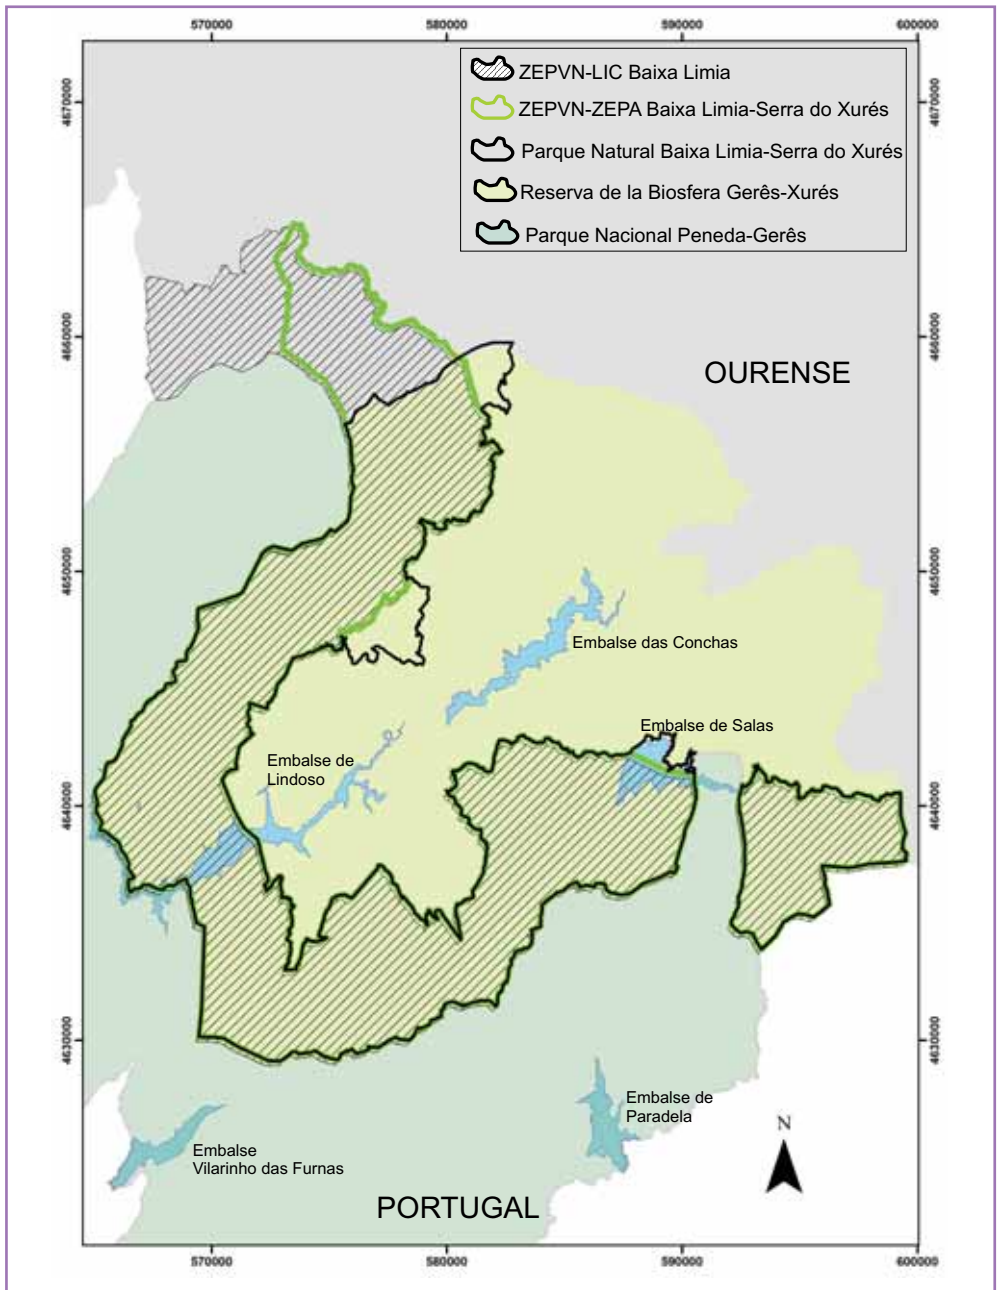 570000
580000
590000
600000
4670000
4670000
ZEPVN-LIC Baixa Limia
ZEPVN-ZEPA Baixa Limia-Serra do Xurés
Parque Natural Baixa Limia-Serra do Xurés
Reserva de la Biosfera Gerês-Xurés
Parque Nacional Peneda-Gerês
4660000
4660000
OURENSE
4650000
4650000
Embalse das Conchas
Embalse de Salas
Embalse de
Lindoso
4640000
4640000
4630000
4630000
Embalse de
Paradela
N
Embalse
Vilarinho das Furnas
PORTUGAL
570000
580000
590000
600000